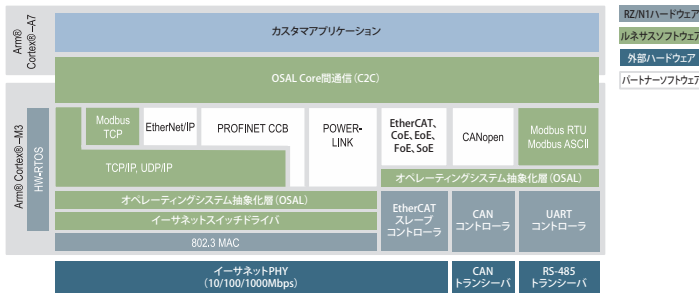 Arm®
Cortex®–A7
カスタマアプリケーション
OSAL Core間通信（C2C）
Arm® Cortex®–M3
HW-RTOS
Modbus
TCP
EtherNet/IP
PROFINET CCB
POWER-
LINK
EtherCAT、
CoE、EoE、
FoE、SoE
CANopen
Modbus RTU
Modbus ASCII
TCP/IP, UDP/IP
オペレーティングシステム抽象化層（OSAL）
オペレーティングシステム抽象化層（OSAL）
イーサネットスイッチドライバ
802.3 MAC
EtherCAT
スレーブ
コントローラ
CAN
コントローラ
UART
コントローラ
イーサネットPHY
（10/100/1000Mbps）
CAN
トランシーバ
RS-485
トランシーバ
RZ/N1ハードウェア
ルネサスソフトウェア
外部ハードウェア
パートナーソフトウェア